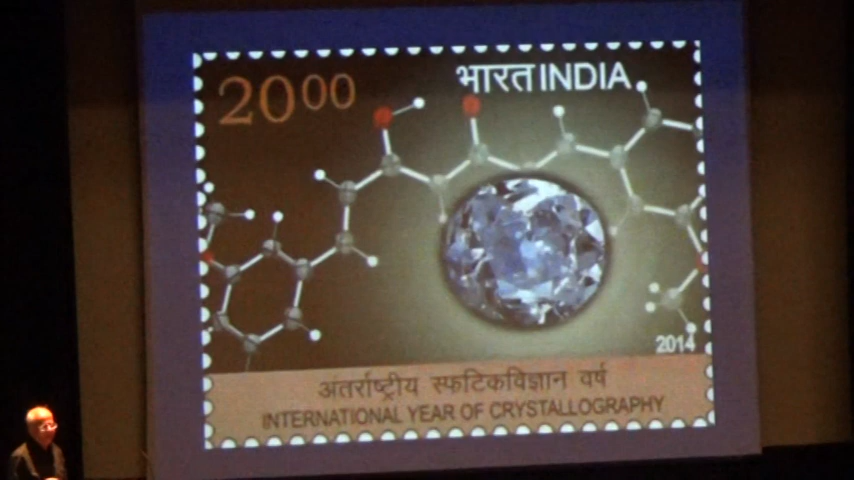 2000
भारत INDIA
2014
अंतर्राष्ट्रीय स्फटिकविज्ञान वर्ष
INTERNATIONAL YEAR OF CRYSTALLOGRAPHY